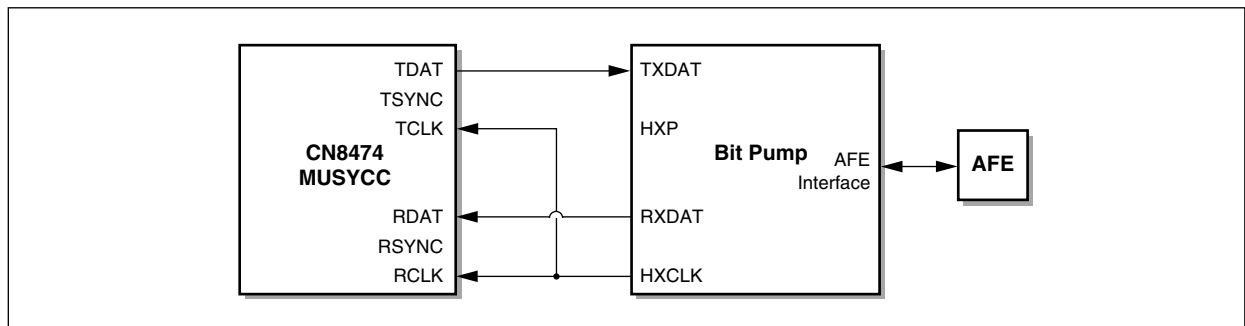 TDAT
TSYNC
TCLK
CN8474
MUSYCC
RDAT
RSYNC
RCLK
TXDAT
HXP
Bit Pump
AFE
Interface
RXDAT
HXCLK
AFE